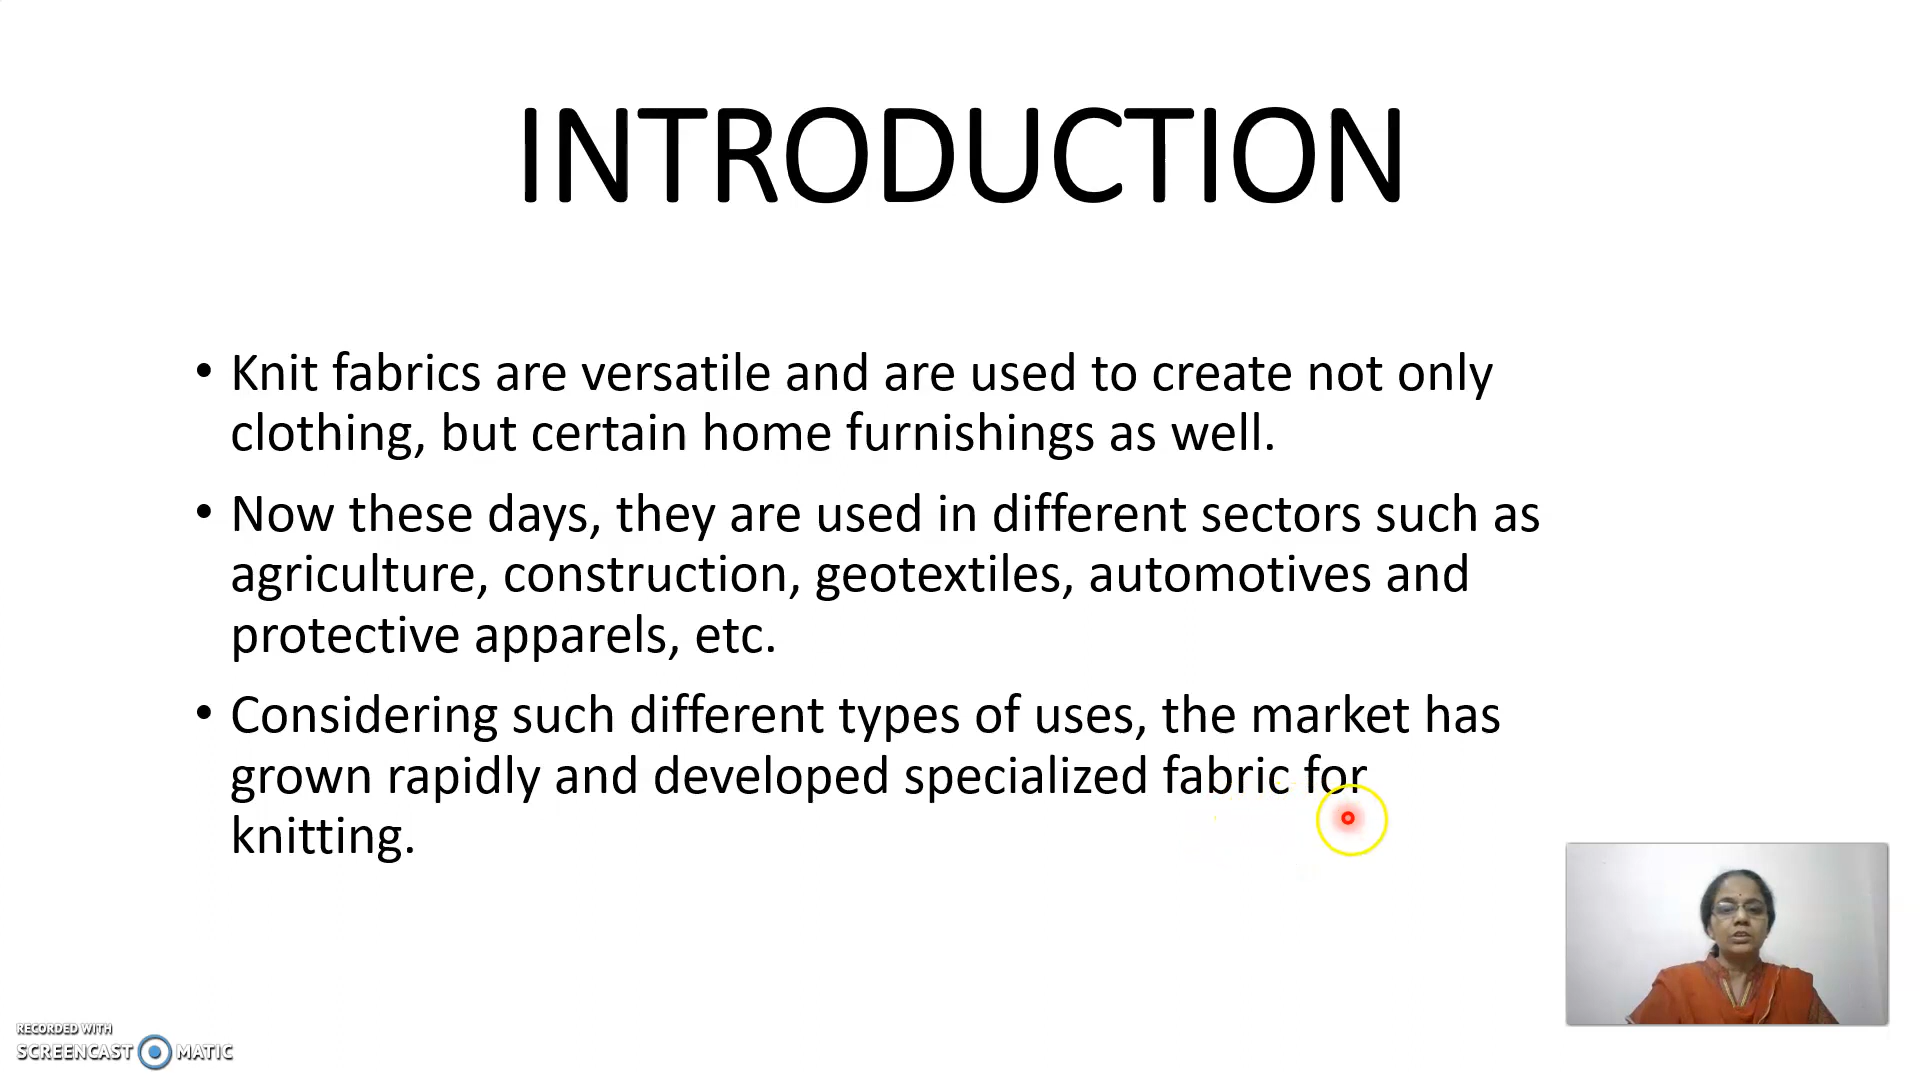 INTRODUCTION
• Knit fabrics are versatile and are used to create not only
clothing, but certain home furnishings as well.
• Now these days, they are used in different sectors such as
agriculture, construction, geotextiles, automotives and
protective apparels, etc.
• Considering such different types of uses, the market has
grown rapidly and developed specialized fabric for
knitting.
RECORDED WITH
SCREENCAST MATIC